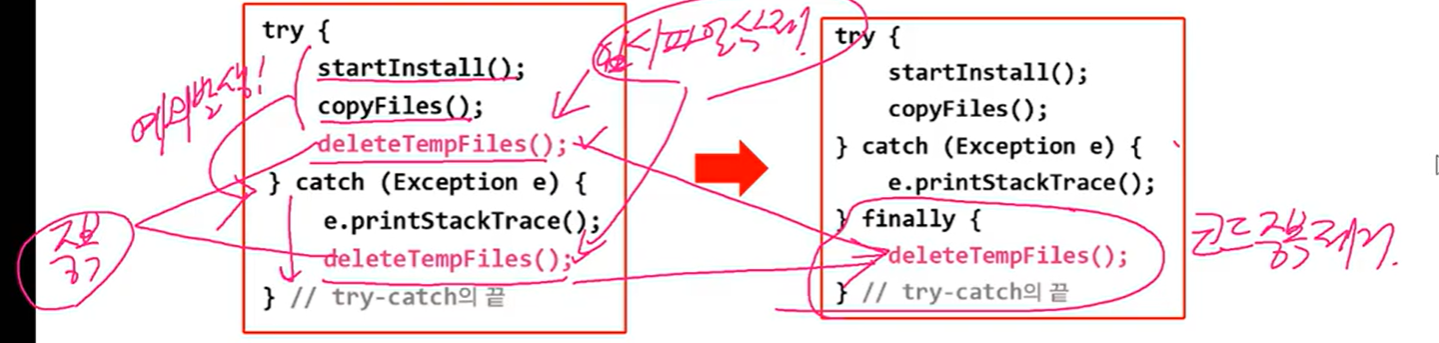 try {
startInstall();
copyFiles();
deleteTempFiles();
} catch (Exception e) {
e.printStackTrace();
deleteTempFiles();
} // try-catch의 끝
예외발생!
임시파일삭제!
try {
startInstall();
copyFiles();
} catch (Exception e) {
e.printStackTrace();
} finally {
deleteTempFiles();
} // try-catch의 끝
코드중복제거.